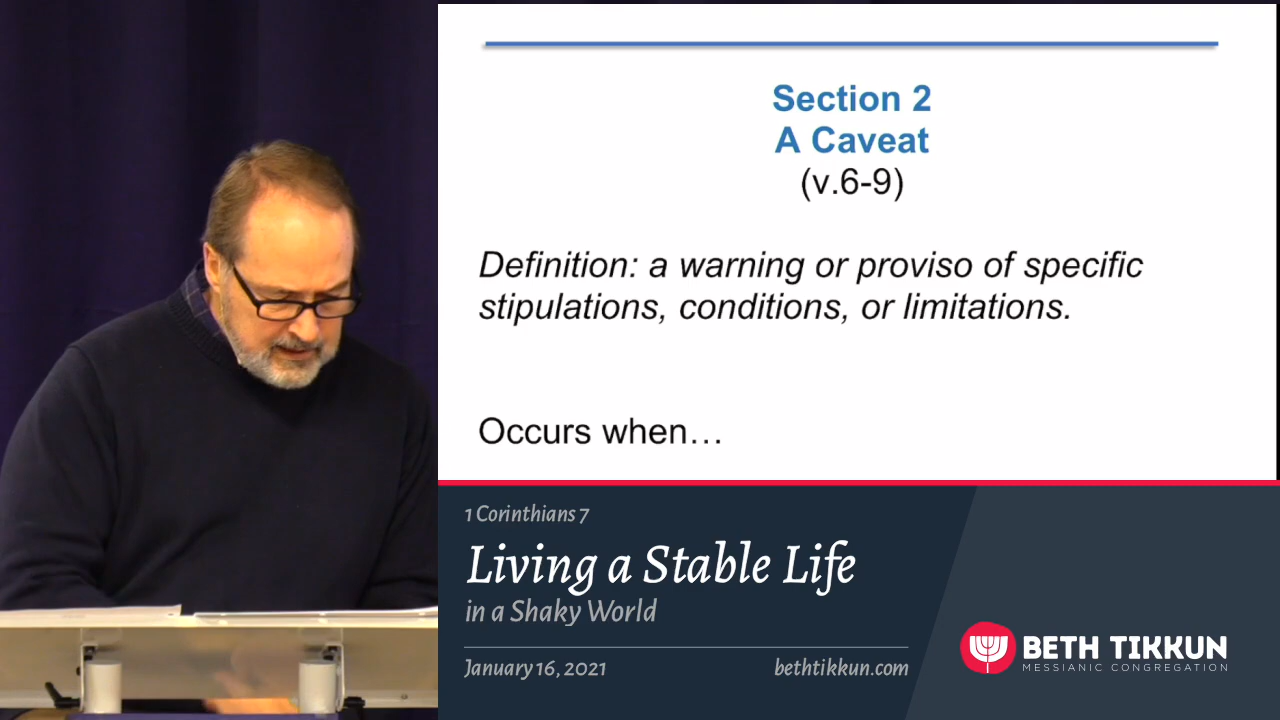 Section 2
A Caveat
(v.6-9)
Definition: a warning or proviso of specific
stipulations, conditions, or limitations.
Occurs when…
1 Corinthians 7
Living a Stable Life
in a Shaky World
January 16, 2021
bethtikkun.com
BETH TIKKUN
MESSIANIC CONGREGATION